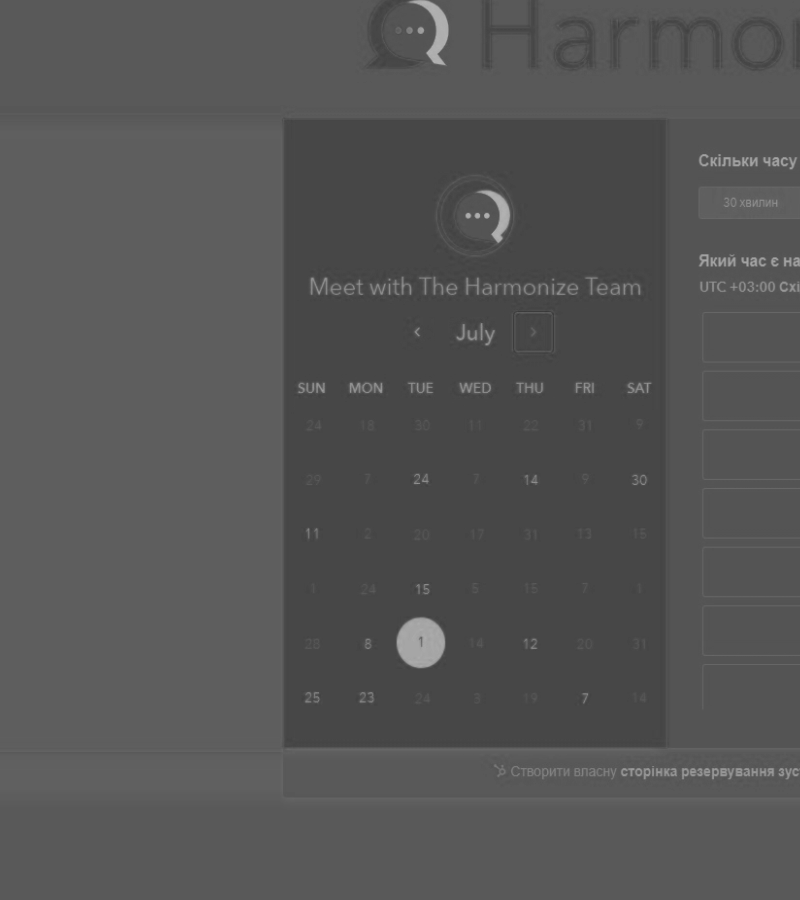 Harmon
Скільки часу
30 хвилин
Meet with The Harmonize Team
July
Який час є на
UTC +03:00 Схі
SUN MON TUE WED THU FRI SAT
24 18 30 11 22 31 9
29 7 24 7 14 9 30
11 2 20 17 31 13 15
1 24 15 5 15 7 1
28 8 1 14 12 20 31
25 23 24 3 19 7 14
Створити власну сторінка резервування зус